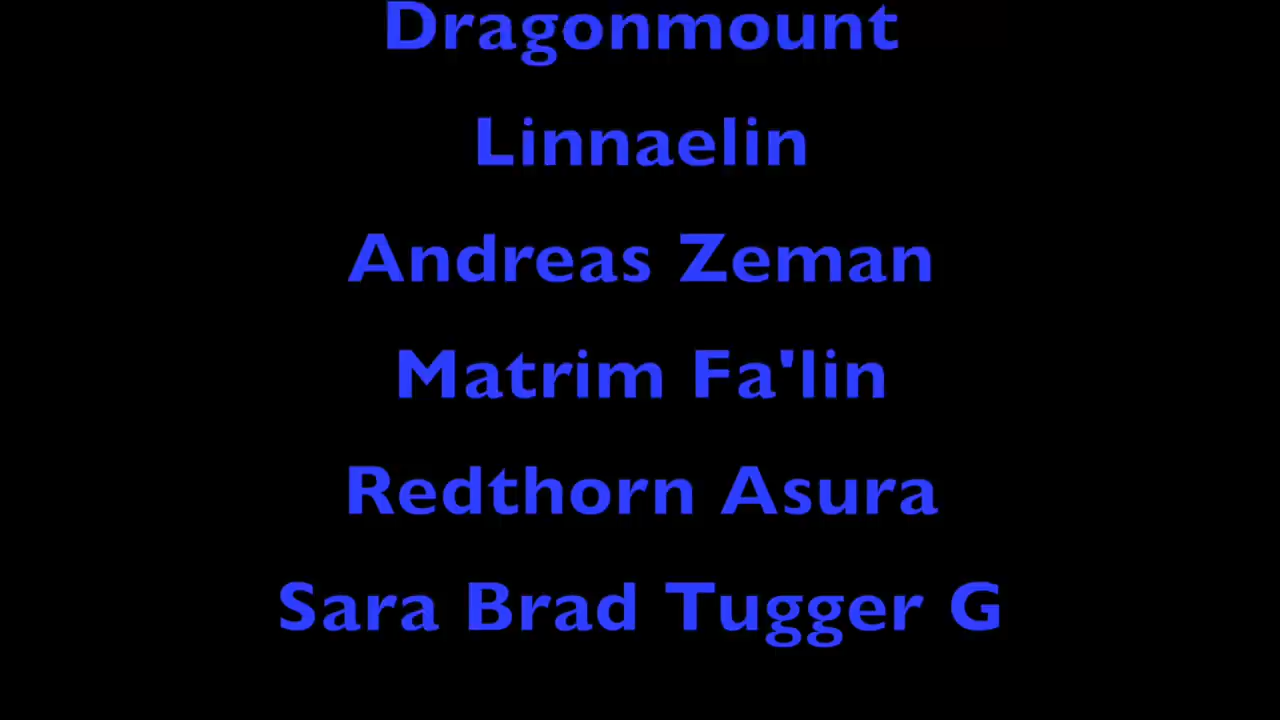 Dragonmount
Linnaelin
Andreas Zeman
Matrim Fa'lin
Redthorn Asura
Sara Brad Tugger G